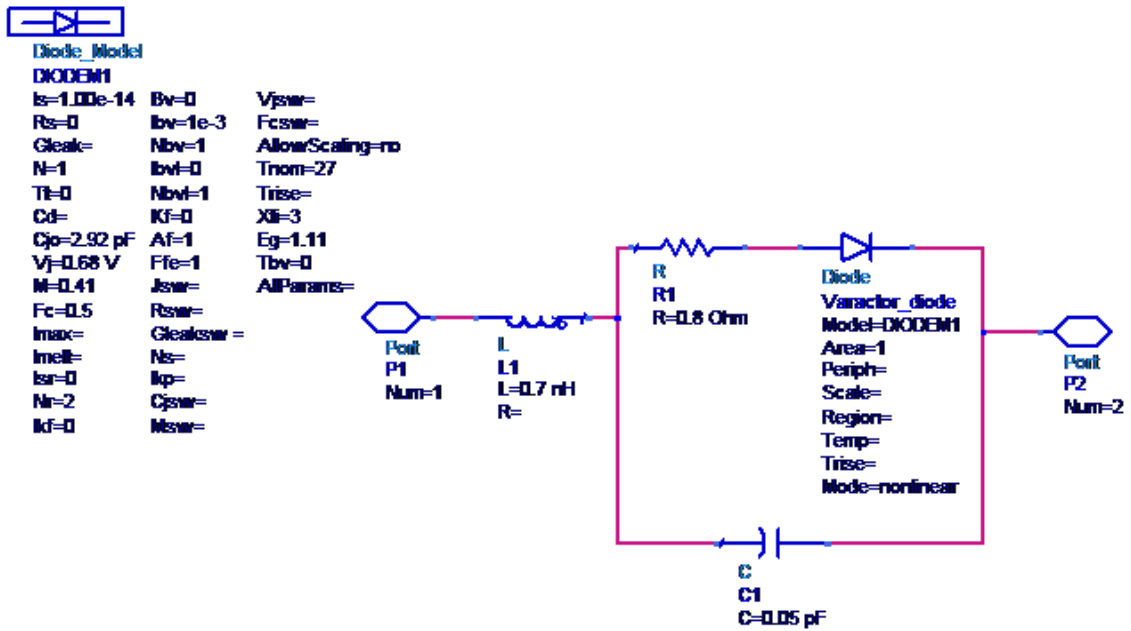 Diode_Model
DIODEM1
Is=1.00e-14 Bv=0 Vjsw=
Rs=0 Ibv=1e-3 Fcsw=
Gleak= Nbv=1 AllowScaling=no
N=1 Ibvl=0 Tnom=27
Tt=0 Nbvl=1 Trise=
Cd= Kf=0 Xti=3
Cjo=2.92 pF Af=1 Eg=1.11
Vj=0.68 V Ffe=1 Tbv=0
M=0.41 Jsw= AllParams=
Fc=0.5 Rsw=
Imax= Gleaksw =
Imelt= Ns=
Isr=0 Ikp=
Nr=2 Cjsw=
Ikf=0 Msw=
Port
P1
Num=1
L
L1
L=0.7 nH
R=
R
R1
R=0.8 Ohm
Diode
Varactor_diode
Model=DIODEM1
Area=1
Periph=
Scale=
Region=
Temp=
Trise=
Mode=nonlinear
Port
P2
Num=2
C
C1
C=0.05 pF